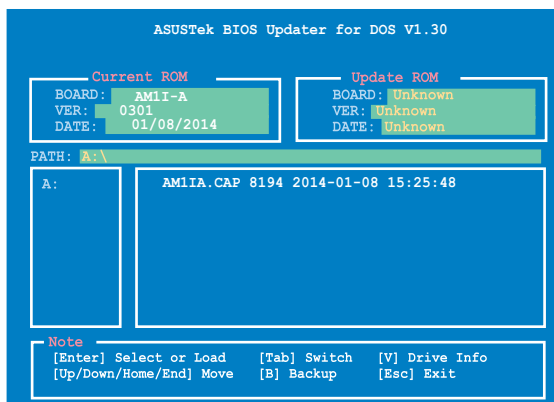 ASUSTek BIOS Updater for DOS V1.30
Current ROM
BOARD: AM1I-A
VER: 0301
DATE: 01/08/2014
Update ROM
BOARD: Unknown
VER: Unknown
DATE: Unknown
PATH: A:\
A:
AM1IA.CAP 8194 2014-01-08 15:25:48
Note
[Enter] Select or Load [Tab] Switch [V] Drive Info
[Up/Down/Home/End] Move [B] Backup [Esc] Exit